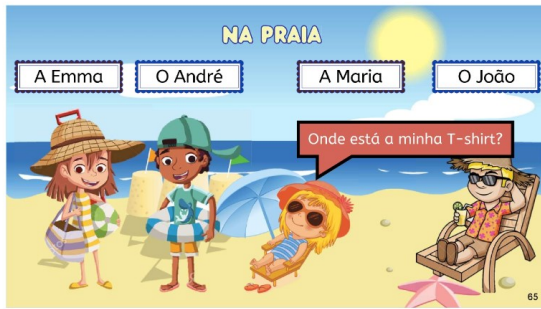 NA PRAIA
A Emma
O André
A Maria
O João
Onde está a minha T-shirt?
65